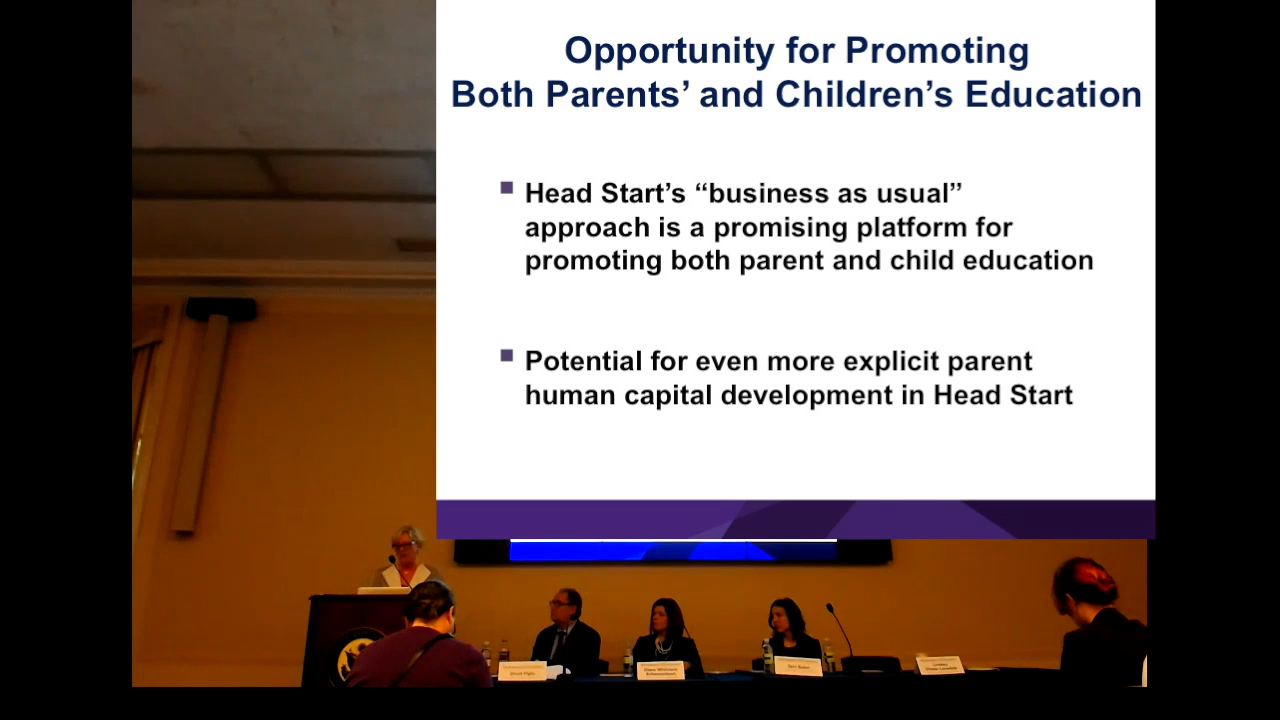 Opportunity for Promoting
Both Parents’ and Children’s Education
Head Start’s “business as usual”
approach is a promising platform for
promoting both parent and child education
Potential for even more explicit parent
human capital development in Head Start